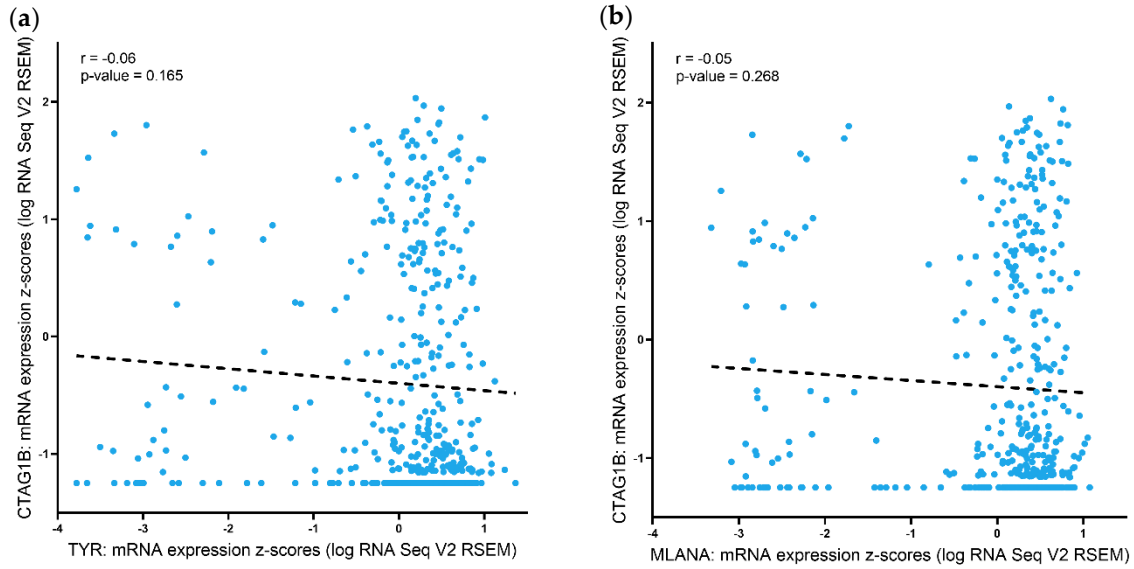 (a)
CTAG1B: mRNA expression z-scores (log RNA Seq V2 RSEM)
r = -0.06
p-value = 0.165
2
1
0
-1
-4 -3 -2 -1 0 1
TYR: mRNA expression z-scores (log RNA Seq V2 RSEM)
(b)
CTAG1B: mRNA expression z-scores (log RNA Seq V2 RSEM)
r = -0.05
p-value = 0.268
2
1
0
-1
-4 -3 -2 -1 0 1
MLANA: mRNA expression z-scores (log RNA Seq V2 RSEM)